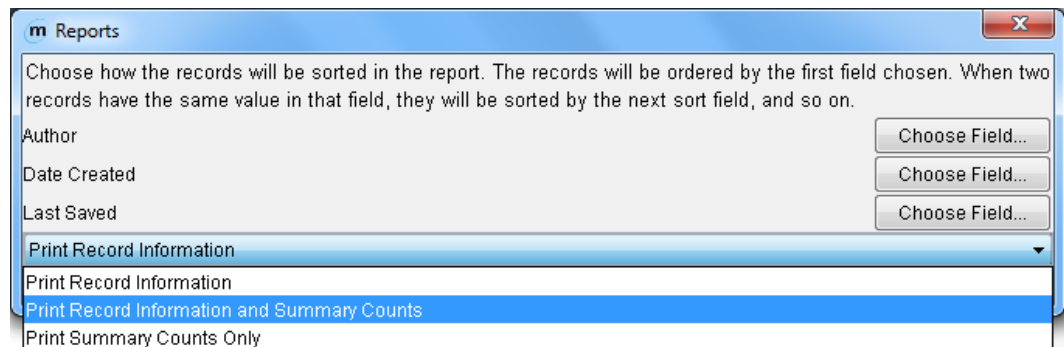 m Reports
Choose how the records will be sorted in the report. The records will be ordered by the first field chosen. When two
records have the same value in that field, they will be sorted by the next sort field, and so on.
Author Choose Field...
Date Created Choose Field...
Last Saved Choose Field...
Print Record Information
Print Record Information
Print Record Information and Summary Counts
Print Summary Counts Only